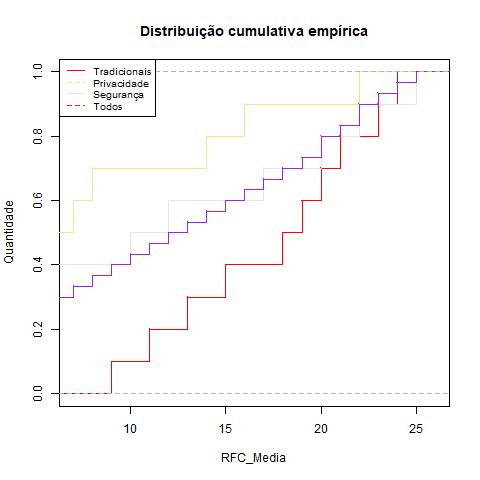 Distribuição cumulativa empírica
Tradicionais
Privacidade
Segurança
Todos
Quantidade
1.0
0.8
0.6
0.4
0.2
0.0
10
15
20
25
RFC_Media